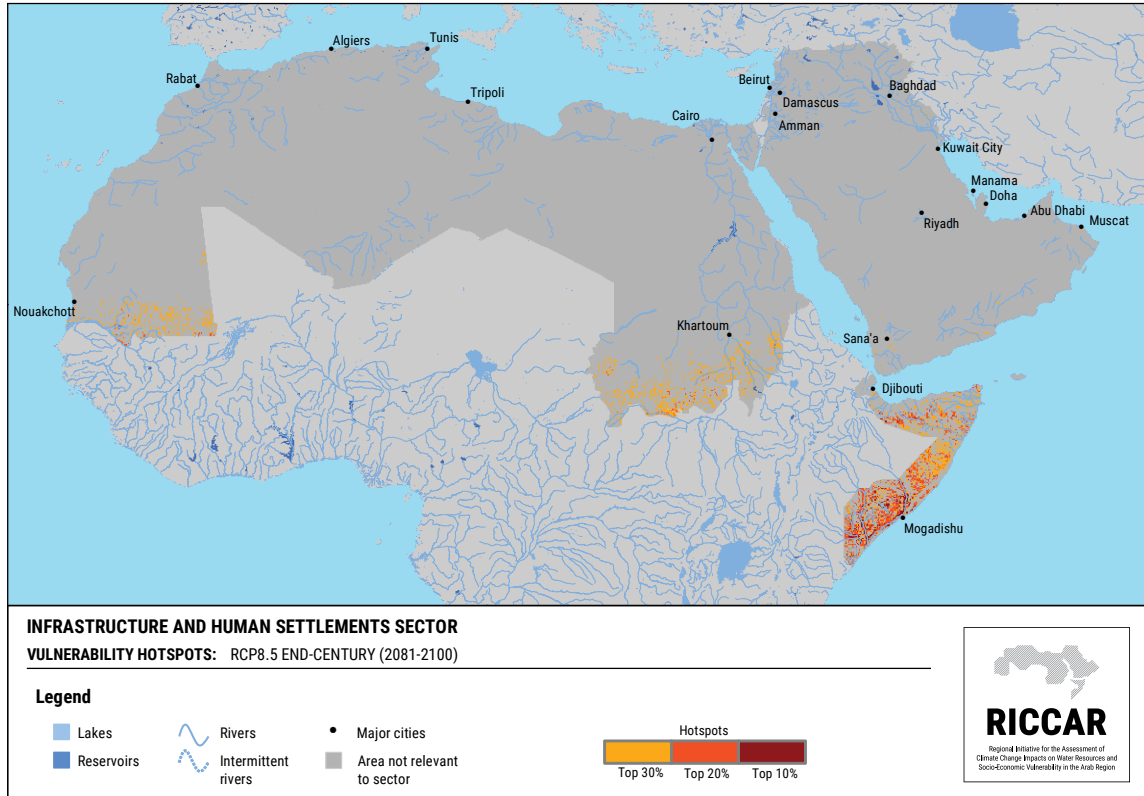 Algiers
Tunis
Rabat
Tripoli
Beirut
Damascus
Baghdad
Cairo
Amman
Kuwait City
Manama
Doha
Abu Dhabi
Muscat
Riyadh
Nouakchott
Khartoum
Sana'a
Djibouti
Mogadishu
INFRASTRUCTURE AND HUMAN SETTLEMENTS SECTOR
VULNERABILITY HOTSPOTS: RCP8.5 END-CENTURY (2081-2100)
Legend
Lakes
Reservoirs
Rivers
Intermittent
rivers
Major cities
Area not relevant
to sector
Hotspots
Top 30% Top 20% Top 10%
RICCAR
Regional Initiative for the Assessment of
Climate Change Impacts on Water Resources and
Socio-Economic Vulnerability in the Arab Region